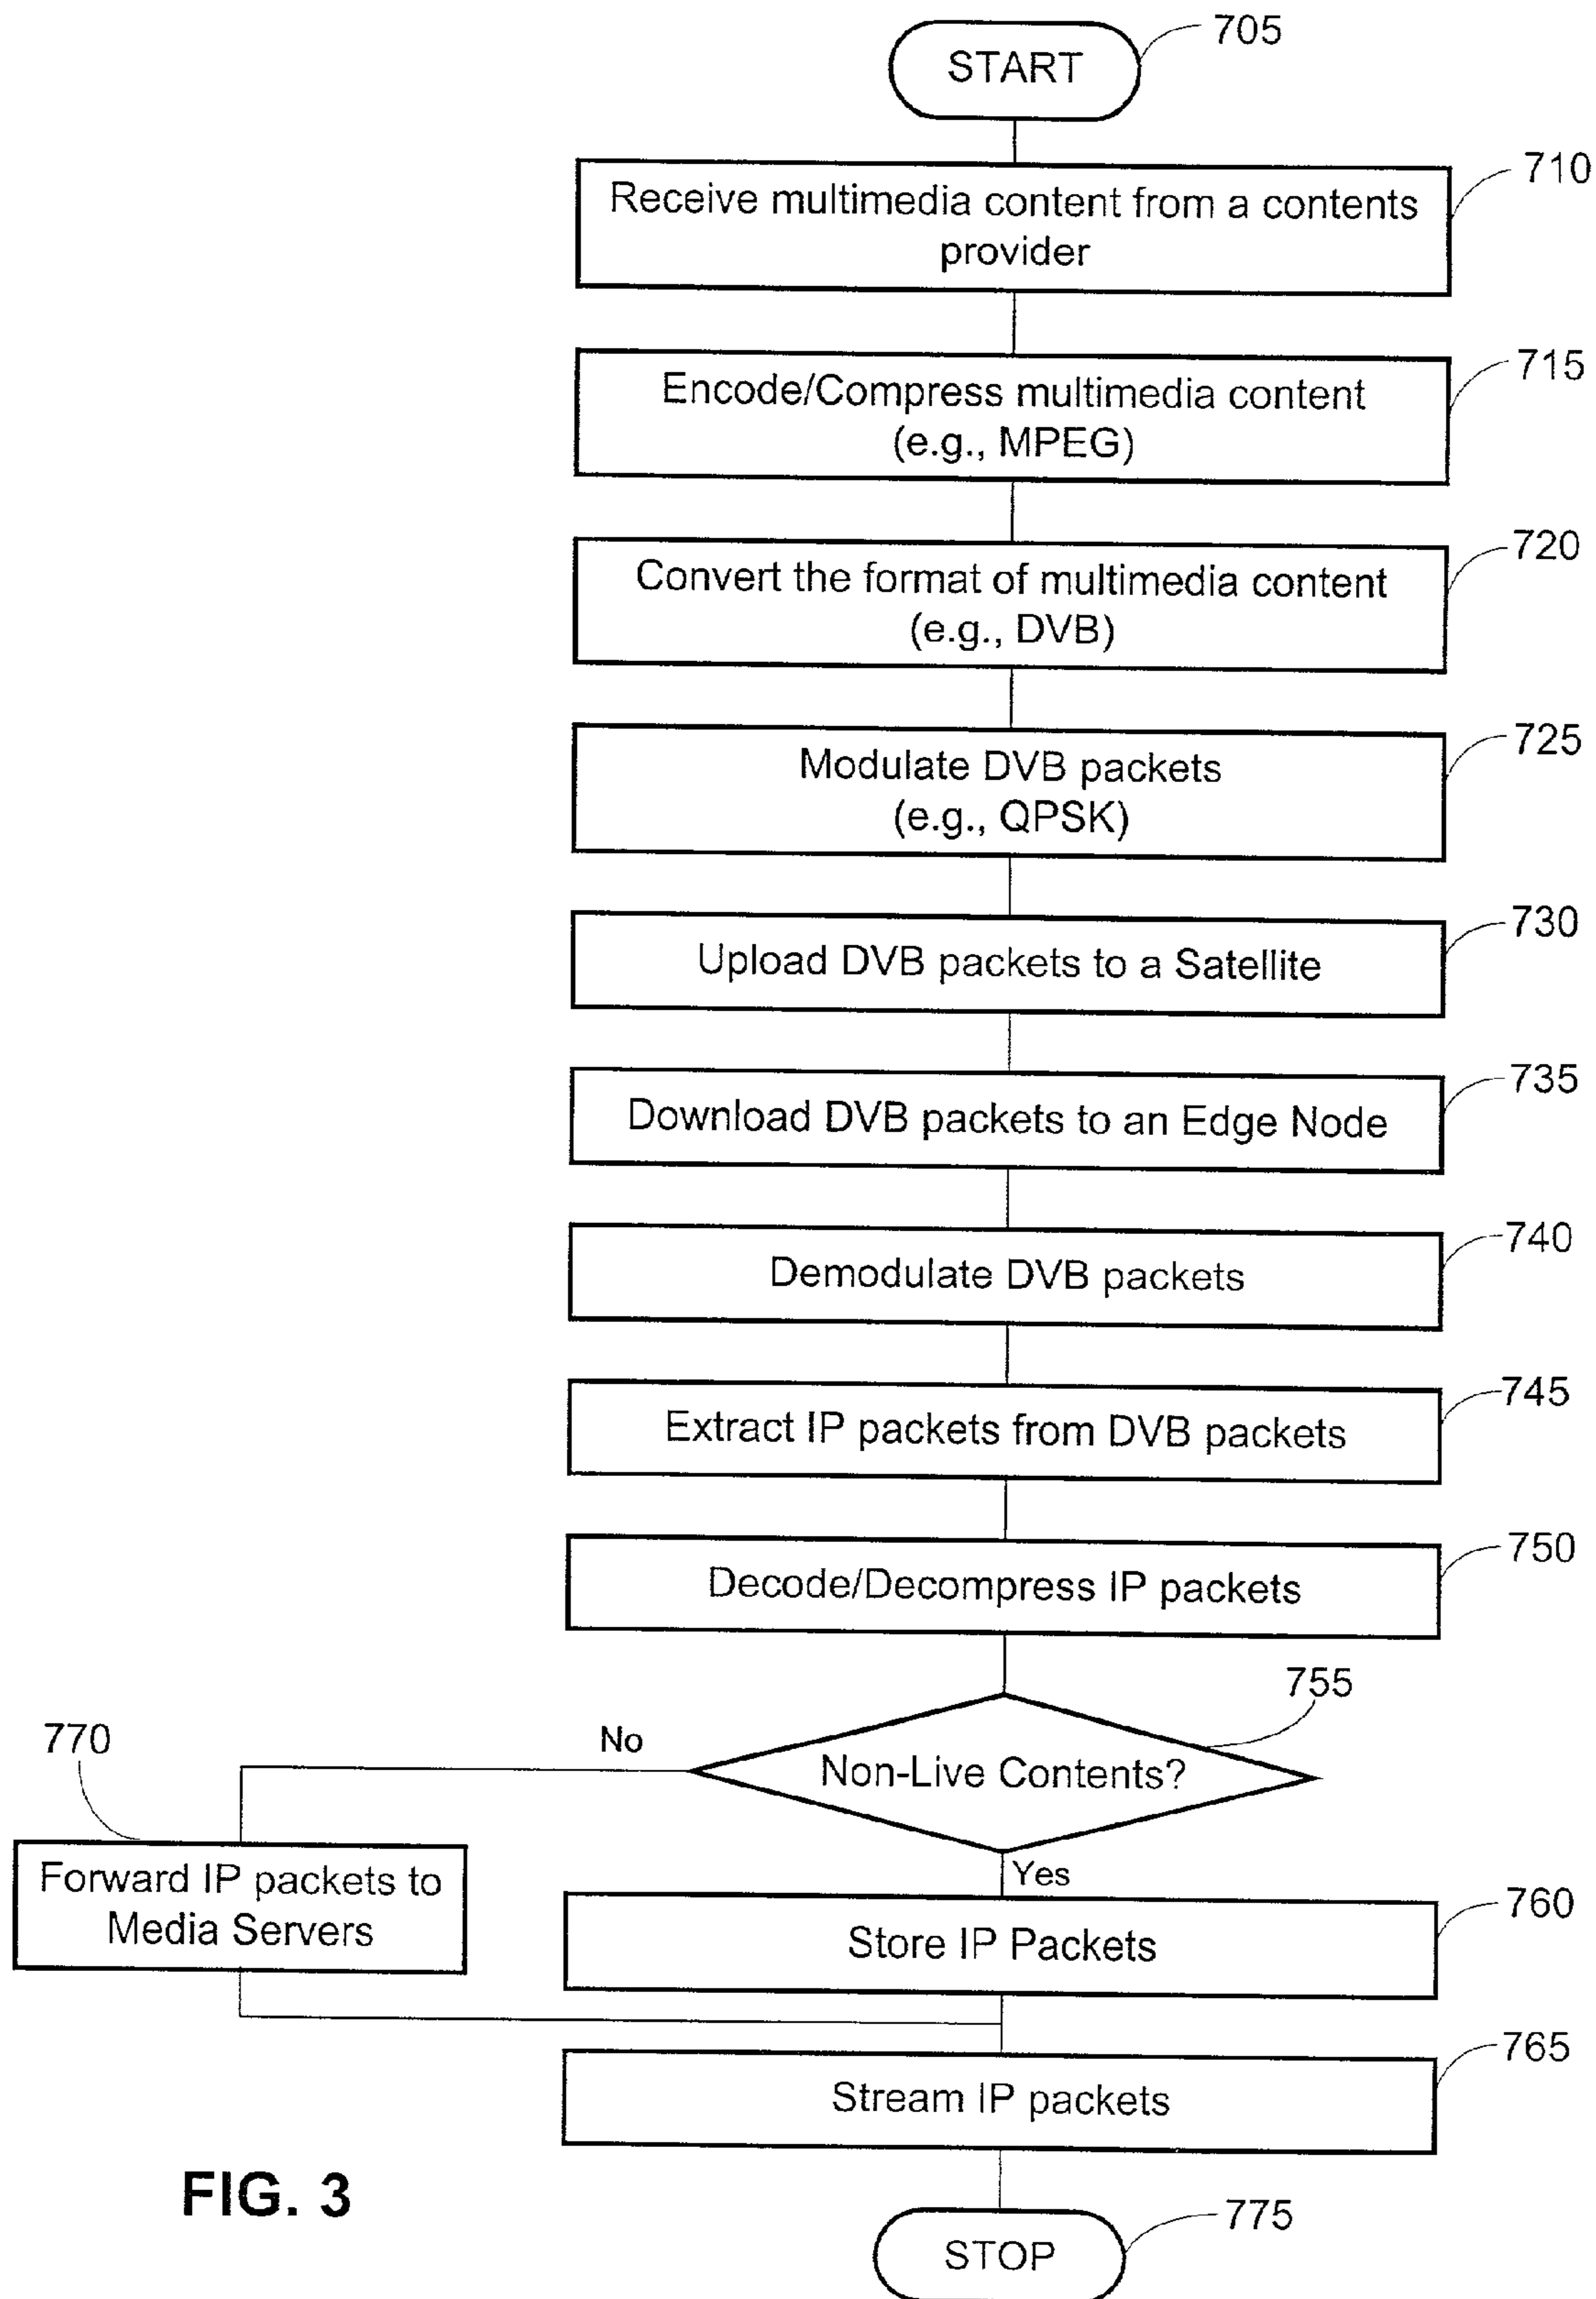 705
START
710
Receive multimedia content from a contents
provider
715
Encode/Compress multimedia content
(e.g., MPEG)
720
Convert the format of multimedia content
(e.g., DVB)
725
Modulate DVB packets
(e.g., QPSK)
730
Upload DVB packets to a Satellite
735
Download DVB packets to an Edge Node
740
Demodulate DVB packets
745
Extract IP packets from DVB packets
750
Decode/Decompress IP packets
755
Non-Live Contents?
No
770
Forward IP packets to
Media Servers
Yes
760
Store IP Packets
765
Stream IP packets
FIG. 3
775
STOP